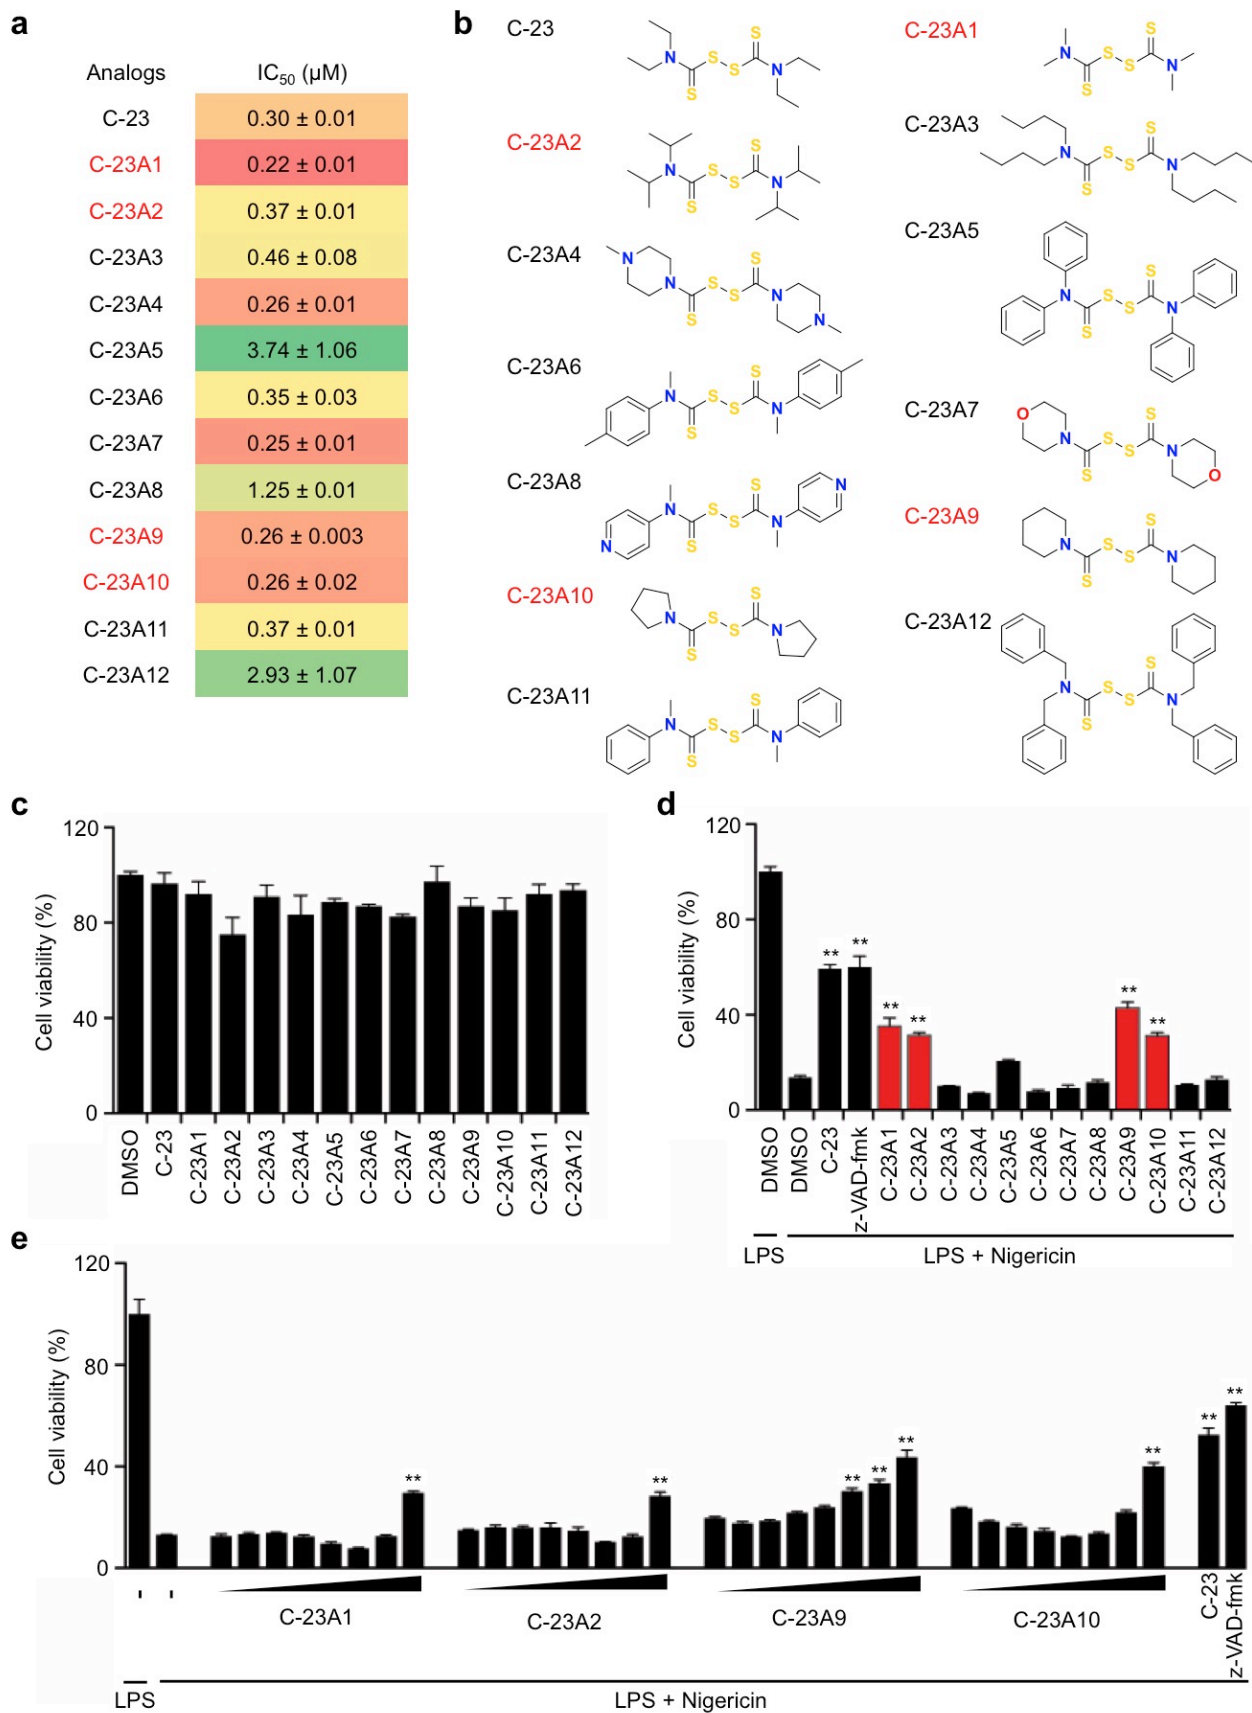 a
Analogs IC50 (µM)
C-23 0.30 ± 0.01
C-23A1 0.22 ± 0.01
C-23A2 0.37 ± 0.01
C-23A3 0.46 ± 0.08
C-23A4 0.26 ± 0.01
C-23A5 3.74 ± 1.06
C-23A6 0.35 ± 0.03
C-23A7 0.25 ± 0.01
C-23A8 1.25 ± 0.01
C-23A9 0.26 ± 0.003
C-23A10 0.26 ± 0.02
C-23A11 0.37 ± 0.01
C-23A12 2.93 ± 1.07
b
C-23
N
S
S
S
S
N
C-23A1
N
S
S
S
S
N
C-23A2
N
S
S
S
S
N
C-23A3
N
S
S
S
S
N
C-23A4
N
N
S
S
S
S
N
N
C-23A5
N
S
S
S
S
N
C-23A6
N
S
S
S
S
N
C-23A7
O
N
S
S
S
S
N
O
C-23A8
N
N
S
S
S
S
N
N
C-23A9
N
S
S
S
S
N
C-23A10
N
S
S
S
S
N
C-23A12
N
S
S
S
S
N
C-23A11
N
S
S
S
S
N
c
Cell viability (%)
120
80
40
0
DMSO
C-23
C-23A1
C-23A2
C-23A3
C-23A4
C-23A5
C-23A6
C-23A7
C-23A8
C-23A9
C-23A10
C-23A11
C-23A12
d
Cell viability (%)
120
80
40
0
** ** ** ** ** **
DMSO
DMSO
C-23
z-VAD-fmk
C-23A1
C-23A2
C-23A3
C-23A4
C-23A5
C-23A6
C-23A7
C-23A8
C-23A9
C-23A10
C-23A11
C-23A12
LPS LPS + Nigericin
e
Cell viability (%)
120
80
40
0
** ** ** ** ** ** ** **
- -
C-23A1 C-23A2 C-23A9 C-23A10
C-23
z-VAD-fmk
LPS LPS + Nigericin